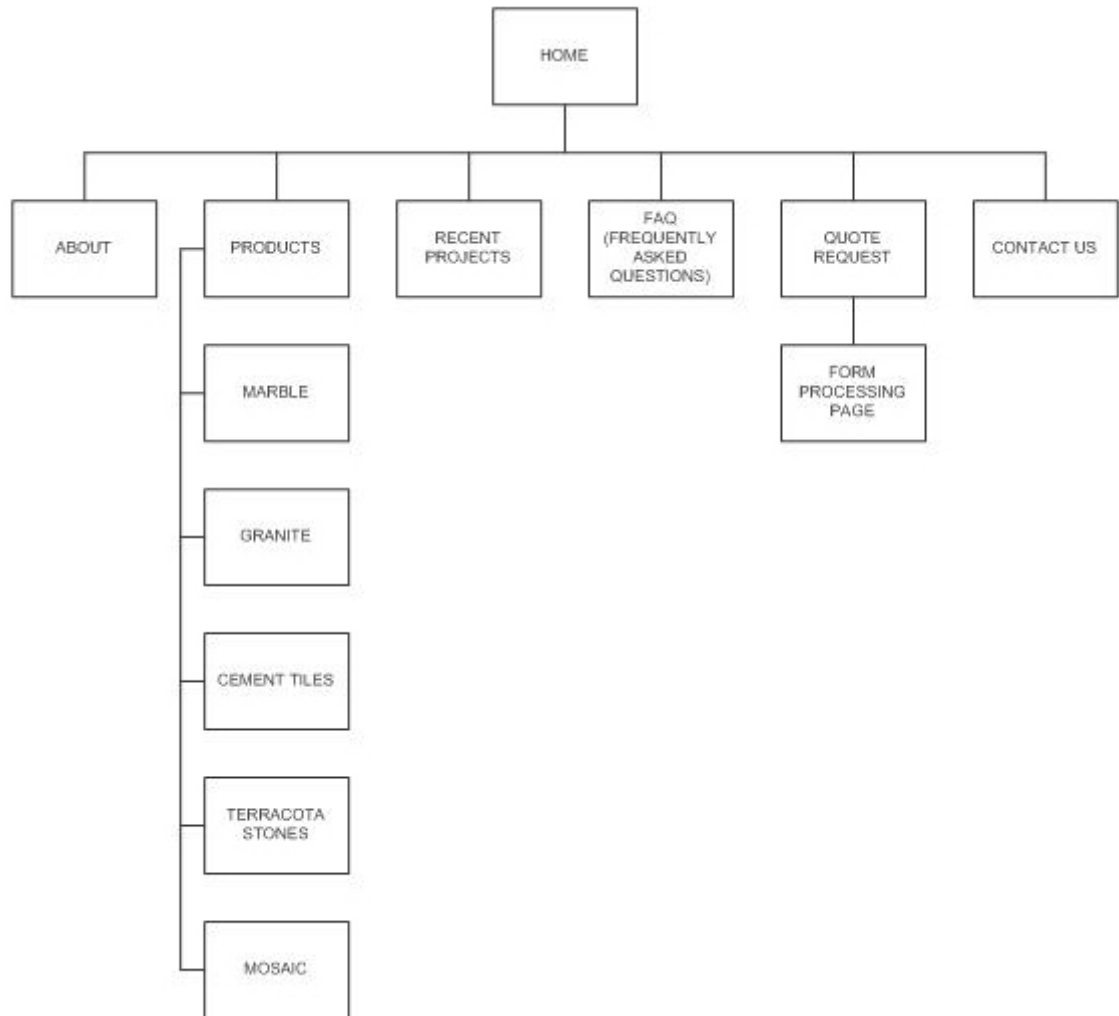 HOME
ABOUT
PRODUCTS
RECENT
PROJECTS
FAQ
(FREQUENTLY
ASKED
QUESTIONS)
QUOTE
REQUEST
CONTACT US
MARBLE
FORM
PROCESSING
PAGE
GRANITE
CEMENT TILES
TERRACOTA
STONES
MOSAIC